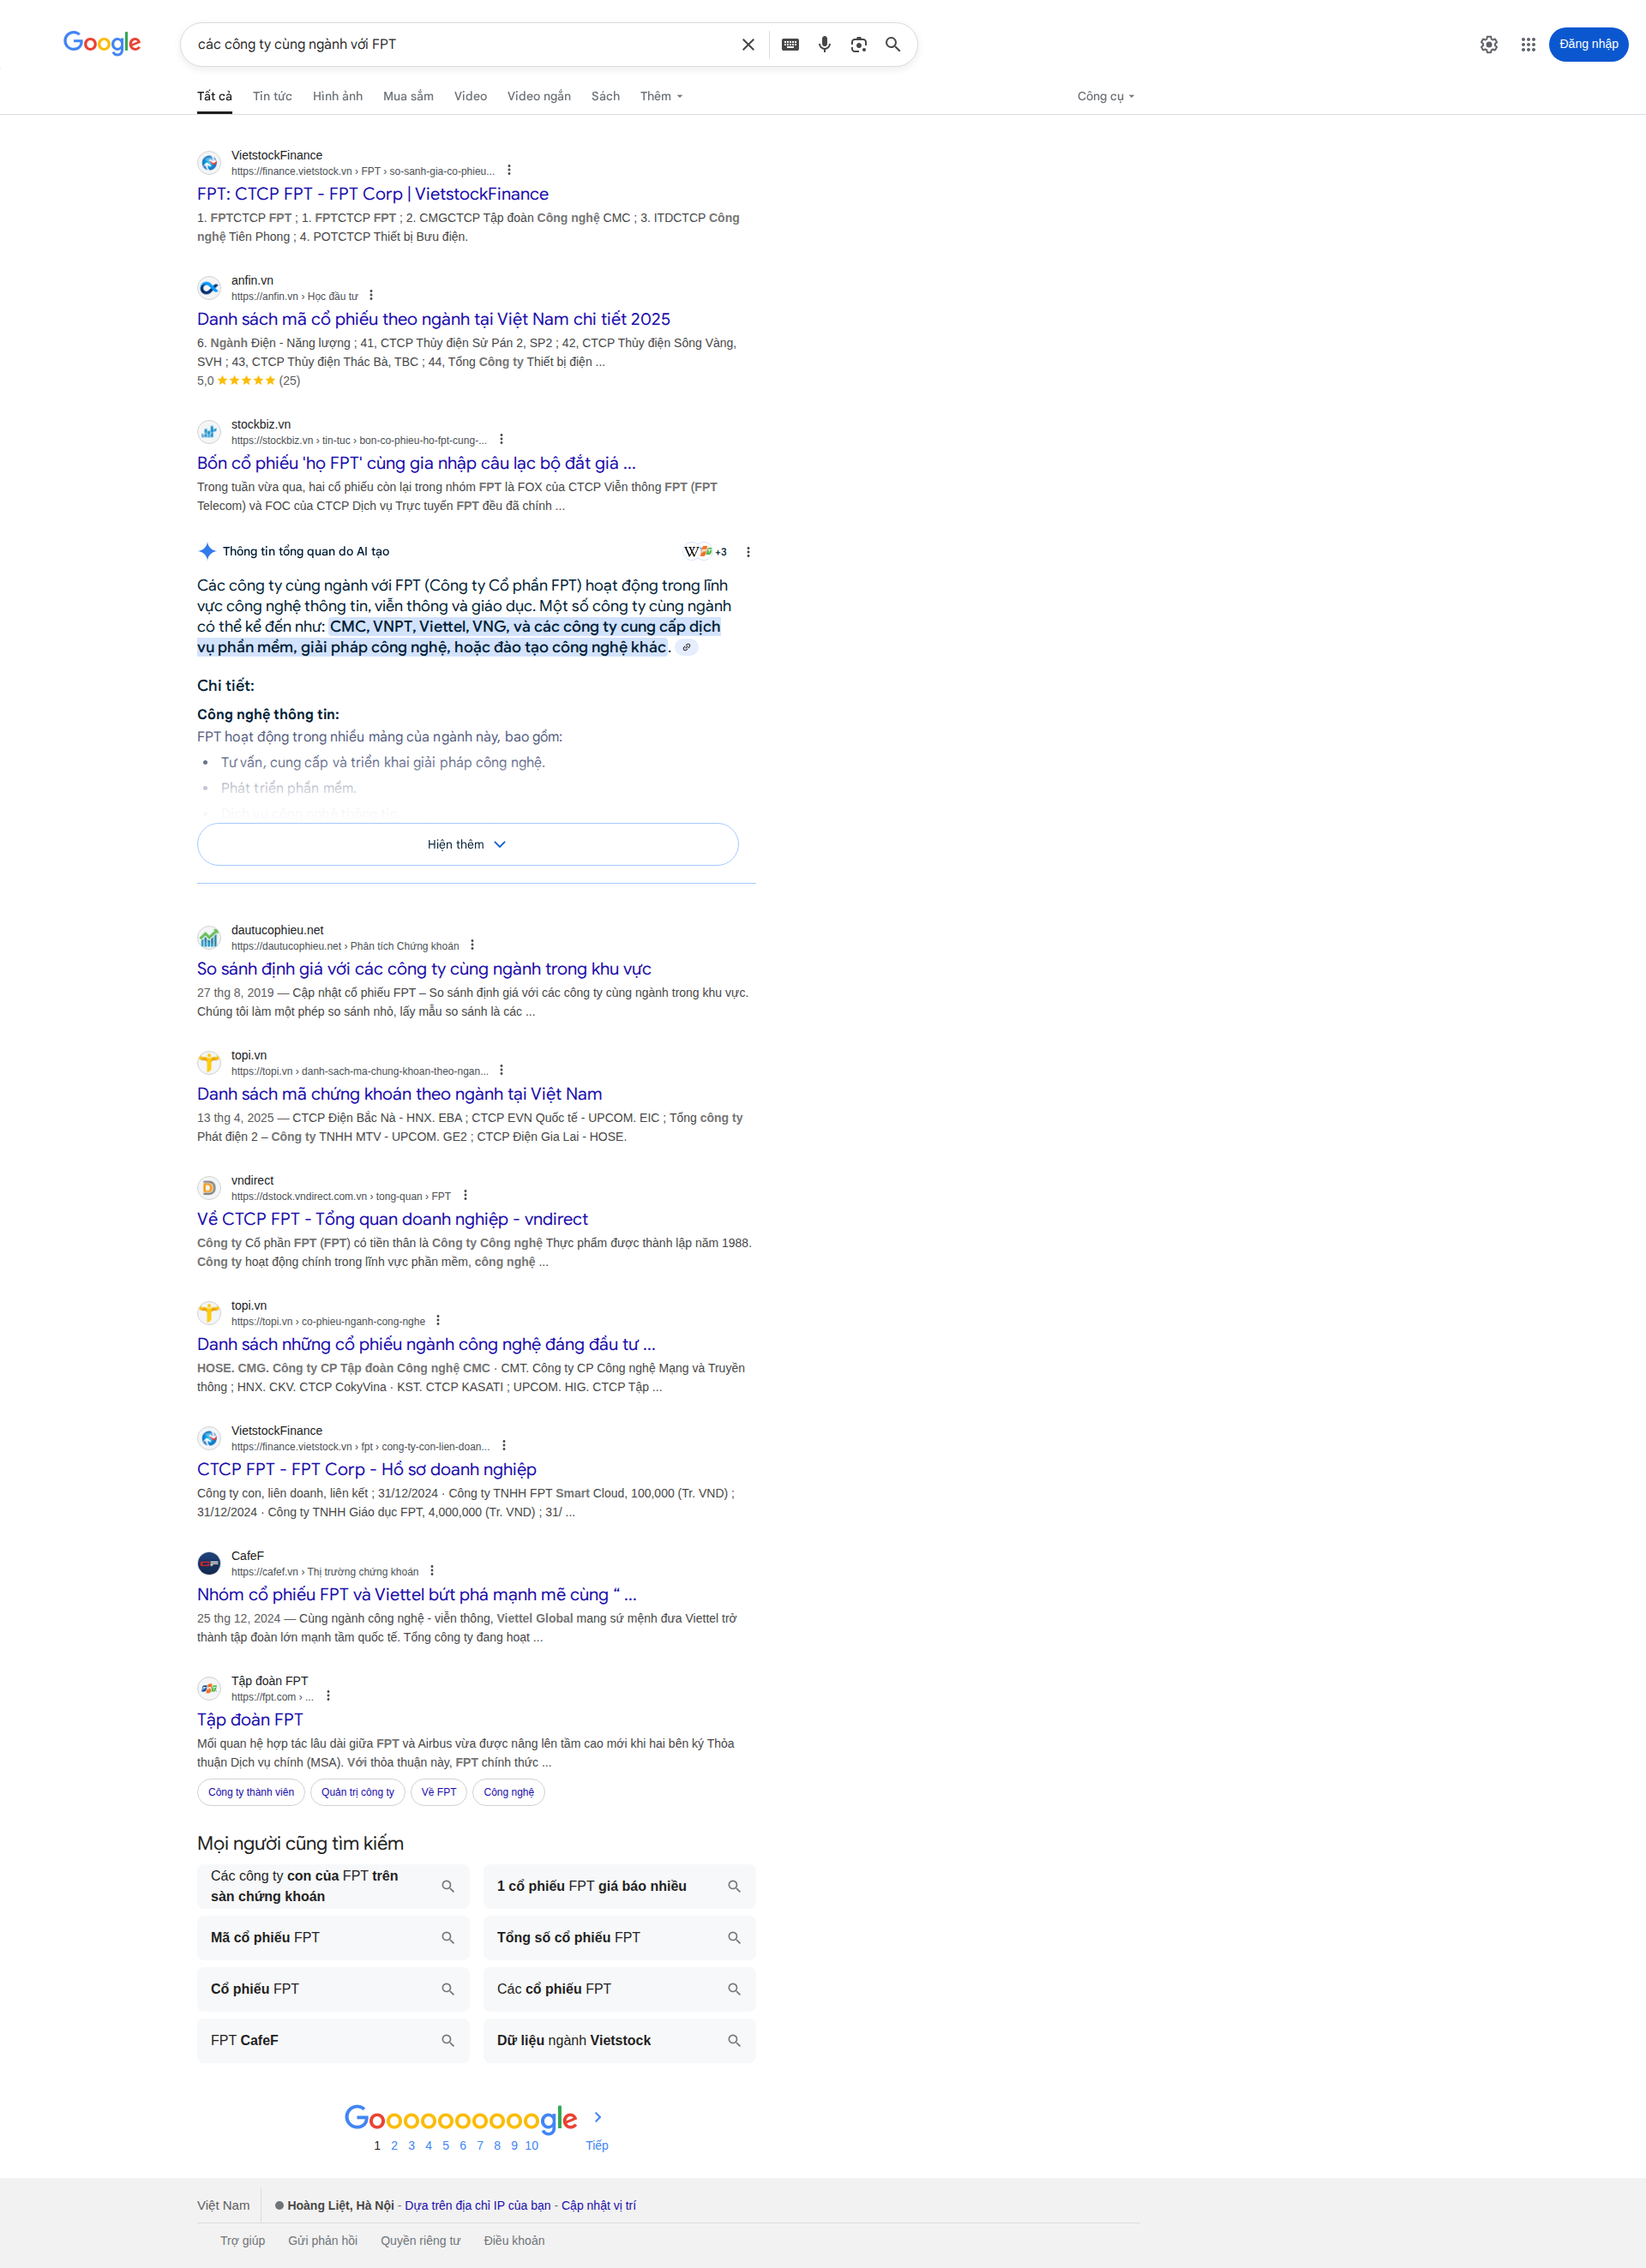 Google
các công ty cùng ngành với FPT
Đăng nhập
Tất cả
Tin tức
Hình ảnh
Mua sắm
Video
Video ngắn
Sách
Thêm
Công cụ
VietstockFinance
https://finance.vietstock.vn › FPT › so-sanh-gia-co-phieu...
FPT: CTCP FPT - FPT Corp | VietstockFinance
1. FPTCTCP FPT ; 1. FPTCTCP FPT ; 2. CMGCTCP Tập đoàn Công nghệ CMC ; 3. ITDCTCP Công
nghệ Tiên Phong ; 4. POTCTCP Thiết bị Bưu điện.
anfin.vn
https://anfin.vn › Học đầu tư
Danh sách mã cổ phiếu theo ngành tại Việt Nam chi tiết 2025
6. Ngành Điện - Năng lượng ; 41, CTCP Thủy điện Sử Pán 2, SP2 ; 42, CTCP Thủy điện Sông Vàng,
SVH ; 43, CTCP Thủy điện Thác Bà, TBC ; 44, Tổng Công ty Thiết bị điện ...
5,0 ★★★★★ (25)
stockbiz.vn
https://stockbiz.vn › tin-tuc › bon-co-phieu-ho-fpt-cung-...
Bốn cổ phiếu 'họ FPT' cùng gia nhập câu lạc bộ đắt giá ...
Trong tuần vừa qua, hai cổ phiếu còn lại trong nhóm FPT là FOX của CTCP Viễn thông FPT (FPT
Telecom) và FOC của CTCP Dịch vụ Trực tuyến FPT đều đã chính ...
Thông tin tổng quan do AI tạo
W
+3
Các công ty cùng ngành với FPT (Công ty Cổ phần FPT) hoạt động trong lĩnh
vực công nghệ thông tin, viễn thông và giáo dục. Một số công ty cùng ngành
có thể kể đến như: CMC, VNPT, Viettel, VNG, và các công ty cung cấp dịch
vụ phần mềm, giải pháp công nghệ, hoặc đào tạo công nghệ khác.
Chi tiết:
Công nghệ thông tin:
FPT hoạt động trong nhiều mảng của ngành này, bao gồm:
• Tư vấn, cung cấp và triển khai giải pháp công nghệ.
• Phát triển phần mềm.
• Dịch vụ công nghệ thông tin.
Hiện thêm
dautucophieu.net
https://dautucophieu.net › Phân tích Chứng khoán
So sánh định giá với các công ty cùng ngành trong khu vực
27 thg 8, 2019 — Cập nhật cổ phiếu FPT – So sánh định giá với các công ty cùng ngành trong khu vực.
Chúng tôi làm một phép so sánh nhỏ, lấy mẫu so sánh là các ...
topi.vn
https://topi.vn › danh-sach-ma-chung-khoan-theo-ngan...
Danh sách mã chứng khoán theo ngành tại Việt Nam
13 thg 4, 2025 — CTCP Điện Bắc Nà - HNX. EBA ; CTCP EVN Quốc tế - UPCOM. EIC ; Tổng công ty
Phát điện 2 – Công ty TNHH MTV - UPCOM. GE2 ; CTCP Điện Gia Lai - HOSE.
vndirect
https://dstock.vndirect.com.vn › tong-quan › FPT
Về CTCP FPT - Tổng quan doanh nghiệp - vndirect
Công ty Cổ phần FPT (FPT) có tiền thân là Công ty Công nghệ Thực phẩm được thành lập năm 1988.
Công ty hoạt động chính trong lĩnh vực phần mềm, công nghệ ...
topi.vn
https://topi.vn › co-phieu-nganh-cong-nghe
Danh sách những cổ phiếu ngành công nghệ đáng đầu tư ...
HOSE. CMG. Công ty CP Tập đoàn Công nghệ CMC · CMT. Công ty CP Công nghệ Mạng và Truyền
thông ; HNX. CKV. CTCP CokyVina · KST. CTCP KASATI ; UPCOM. HIG. CTCP Tập ...
VietstockFinance
https://finance.vietstock.vn › fpt › cong-ty-con-lien-doan...
CTCP FPT - FPT Corp - Hồ sơ doanh nghiệp
Công ty con, liên doanh, liên kết ; 31/12/2024 · Công ty TNHH FPT Smart Cloud, 100,000 (Tr. VND) ;
31/12/2024 · Công ty TNHH Giáo dục FPT, 4,000,000 (Tr. VND) ; 31/ ...
CafeF
https://cafef.vn › Thị trường chứng khoán
Nhóm cổ phiếu FPT và Viettel bứt phá mạnh mẽ cùng “ ...
25 thg 12, 2024 — Cùng ngành công nghệ - viễn thông, Viettel Global mang sứ mệnh đưa Viettel trở
thành tập đoàn lớn mạnh tầm quốc tế. Tổng công ty đang hoạt ...
Tập đoàn FPT
https://fpt.com › ...
Tập đoàn FPT
Mối quan hệ hợp tác lâu dài giữa FPT và Airbus vừa được nâng lên tầm cao mới khi hai bên ký Thỏa
thuận Dịch vụ chính (MSA). Với thỏa thuận này, FPT chính thức ...
Công ty thành viên
Quản trị công ty
Về FPT
Công nghệ
Mọi người cũng tìm kiếm
Các công ty con của FPT trên
sàn chứng khoán
1 cổ phiếu FPT giá báo nhiều
Mã cổ phiếu FPT
Tổng số cổ phiếu FPT
Cổ phiếu FPT
Các cổ phiếu FPT
FPT CafeF
Dữ liệu ngành Vietstock
Goooooooooogle
1 2 3 4 5 6 7 8 9 10 Tiếp
Việt Nam
Hoàng Liệt, Hà Nội - Dựa trên địa chỉ IP của bạn - Cập nhật vị trí
Trợ giúp
Gửi phản hồi
Quyền riêng tư
Điều khoản